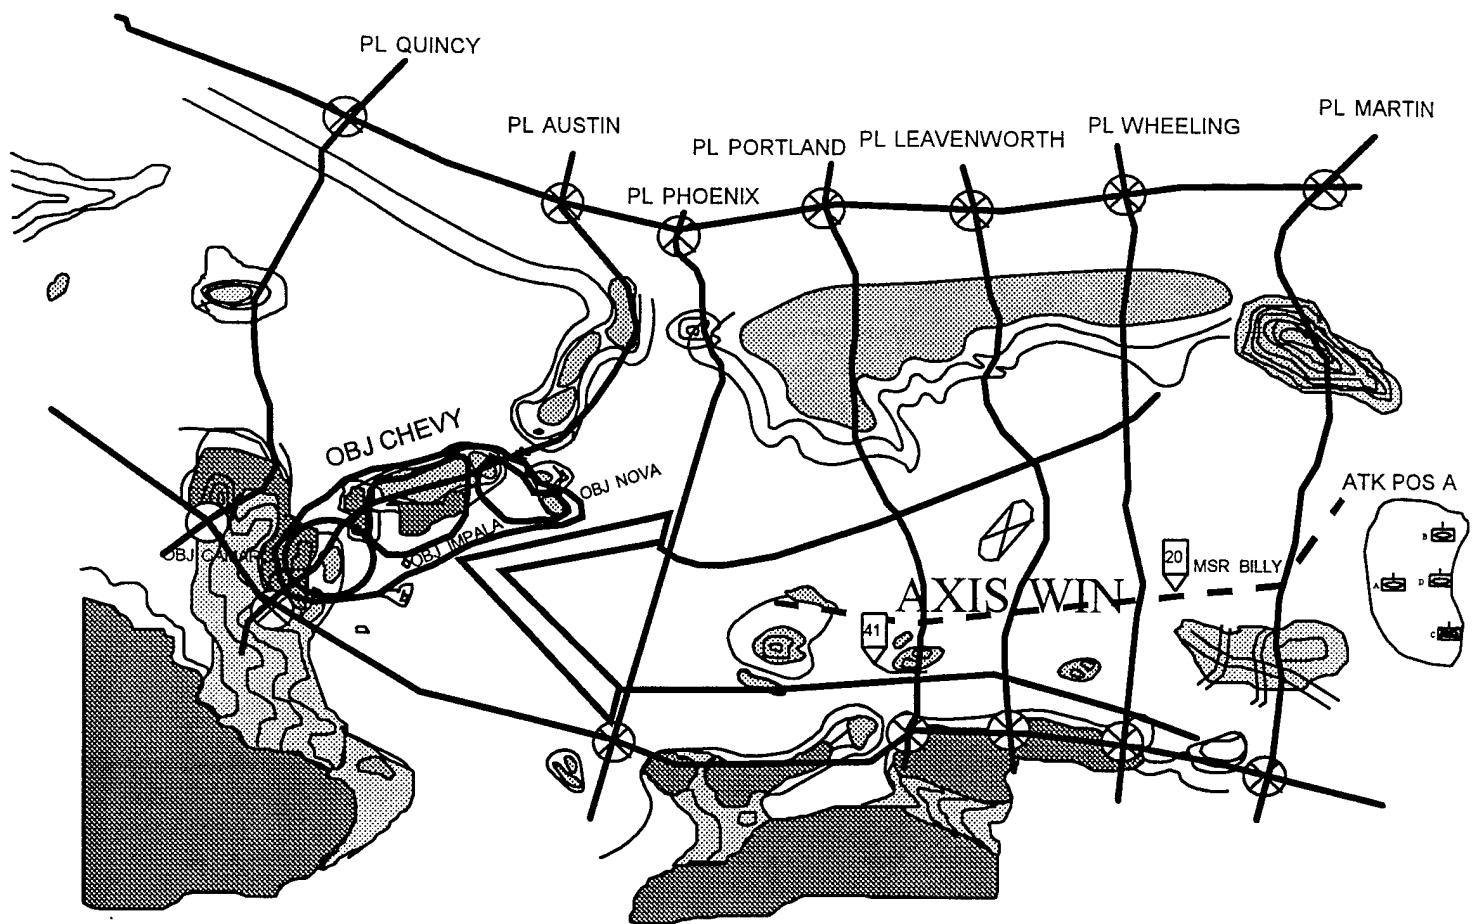 PL QUINCY
PL AUSTIN
PL PHOENIX
PL PORTLAND
PL LEAVENWORTH
PL WHEELING
PL MARTIN
OBJ CHEVY
OBJ NOVA
OBJ IMPALA
ATK POS A
B
A
D
C
20
MSR BILLY
AXIS WIN
41